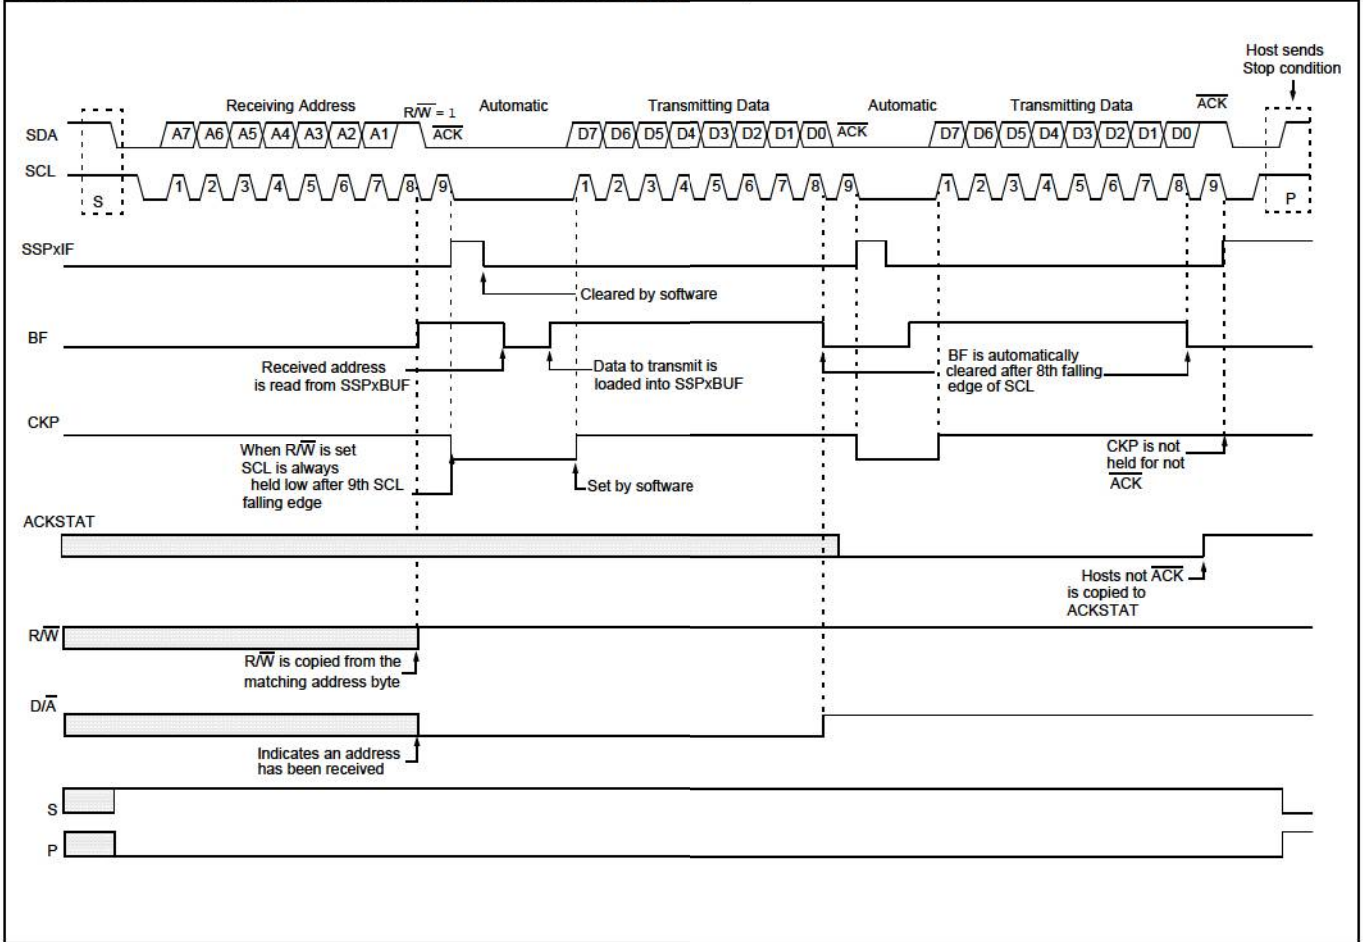 Host sends
Stop condition
Receiving Address
R/W̅ = 1
Automatic
Transmitting Data
Automatic
Transmitting Data
A̅C̅K̅
SDA
A7 A6 A5 A4 A3 A2 A1
A̅C̅K̅
D7 D6 D5 D4 D3 D2 D1 D0
A̅C̅K̅
D7 D6 D5 D4 D3 D2 D1 D0
SCL
1 2 3 4 5 6 7 8 9
1 2 3 4 5 6 7 8 9
1 2 3 4 5 6 7 8 9
S
P
SSPxIF
Cleared by software
BF
Received address
is read from SSPxBUF
Data to transmit is
loaded into SSPxBUF
BF is automatically
cleared after 8th falling
edge of SCL
CKP
When R/W̅ is set
SCL is always
held low after 9th SCL
falling edge
Set by software
CKP is not
held for not
A̅C̅K̅
ACKSTAT
Hosts not A̅C̅K̅
is copied to
ACKSTAT
R/W̅
R/W̅ is copied from the
matching address byte
D/A̅
Indicates an address
has been received
S
P